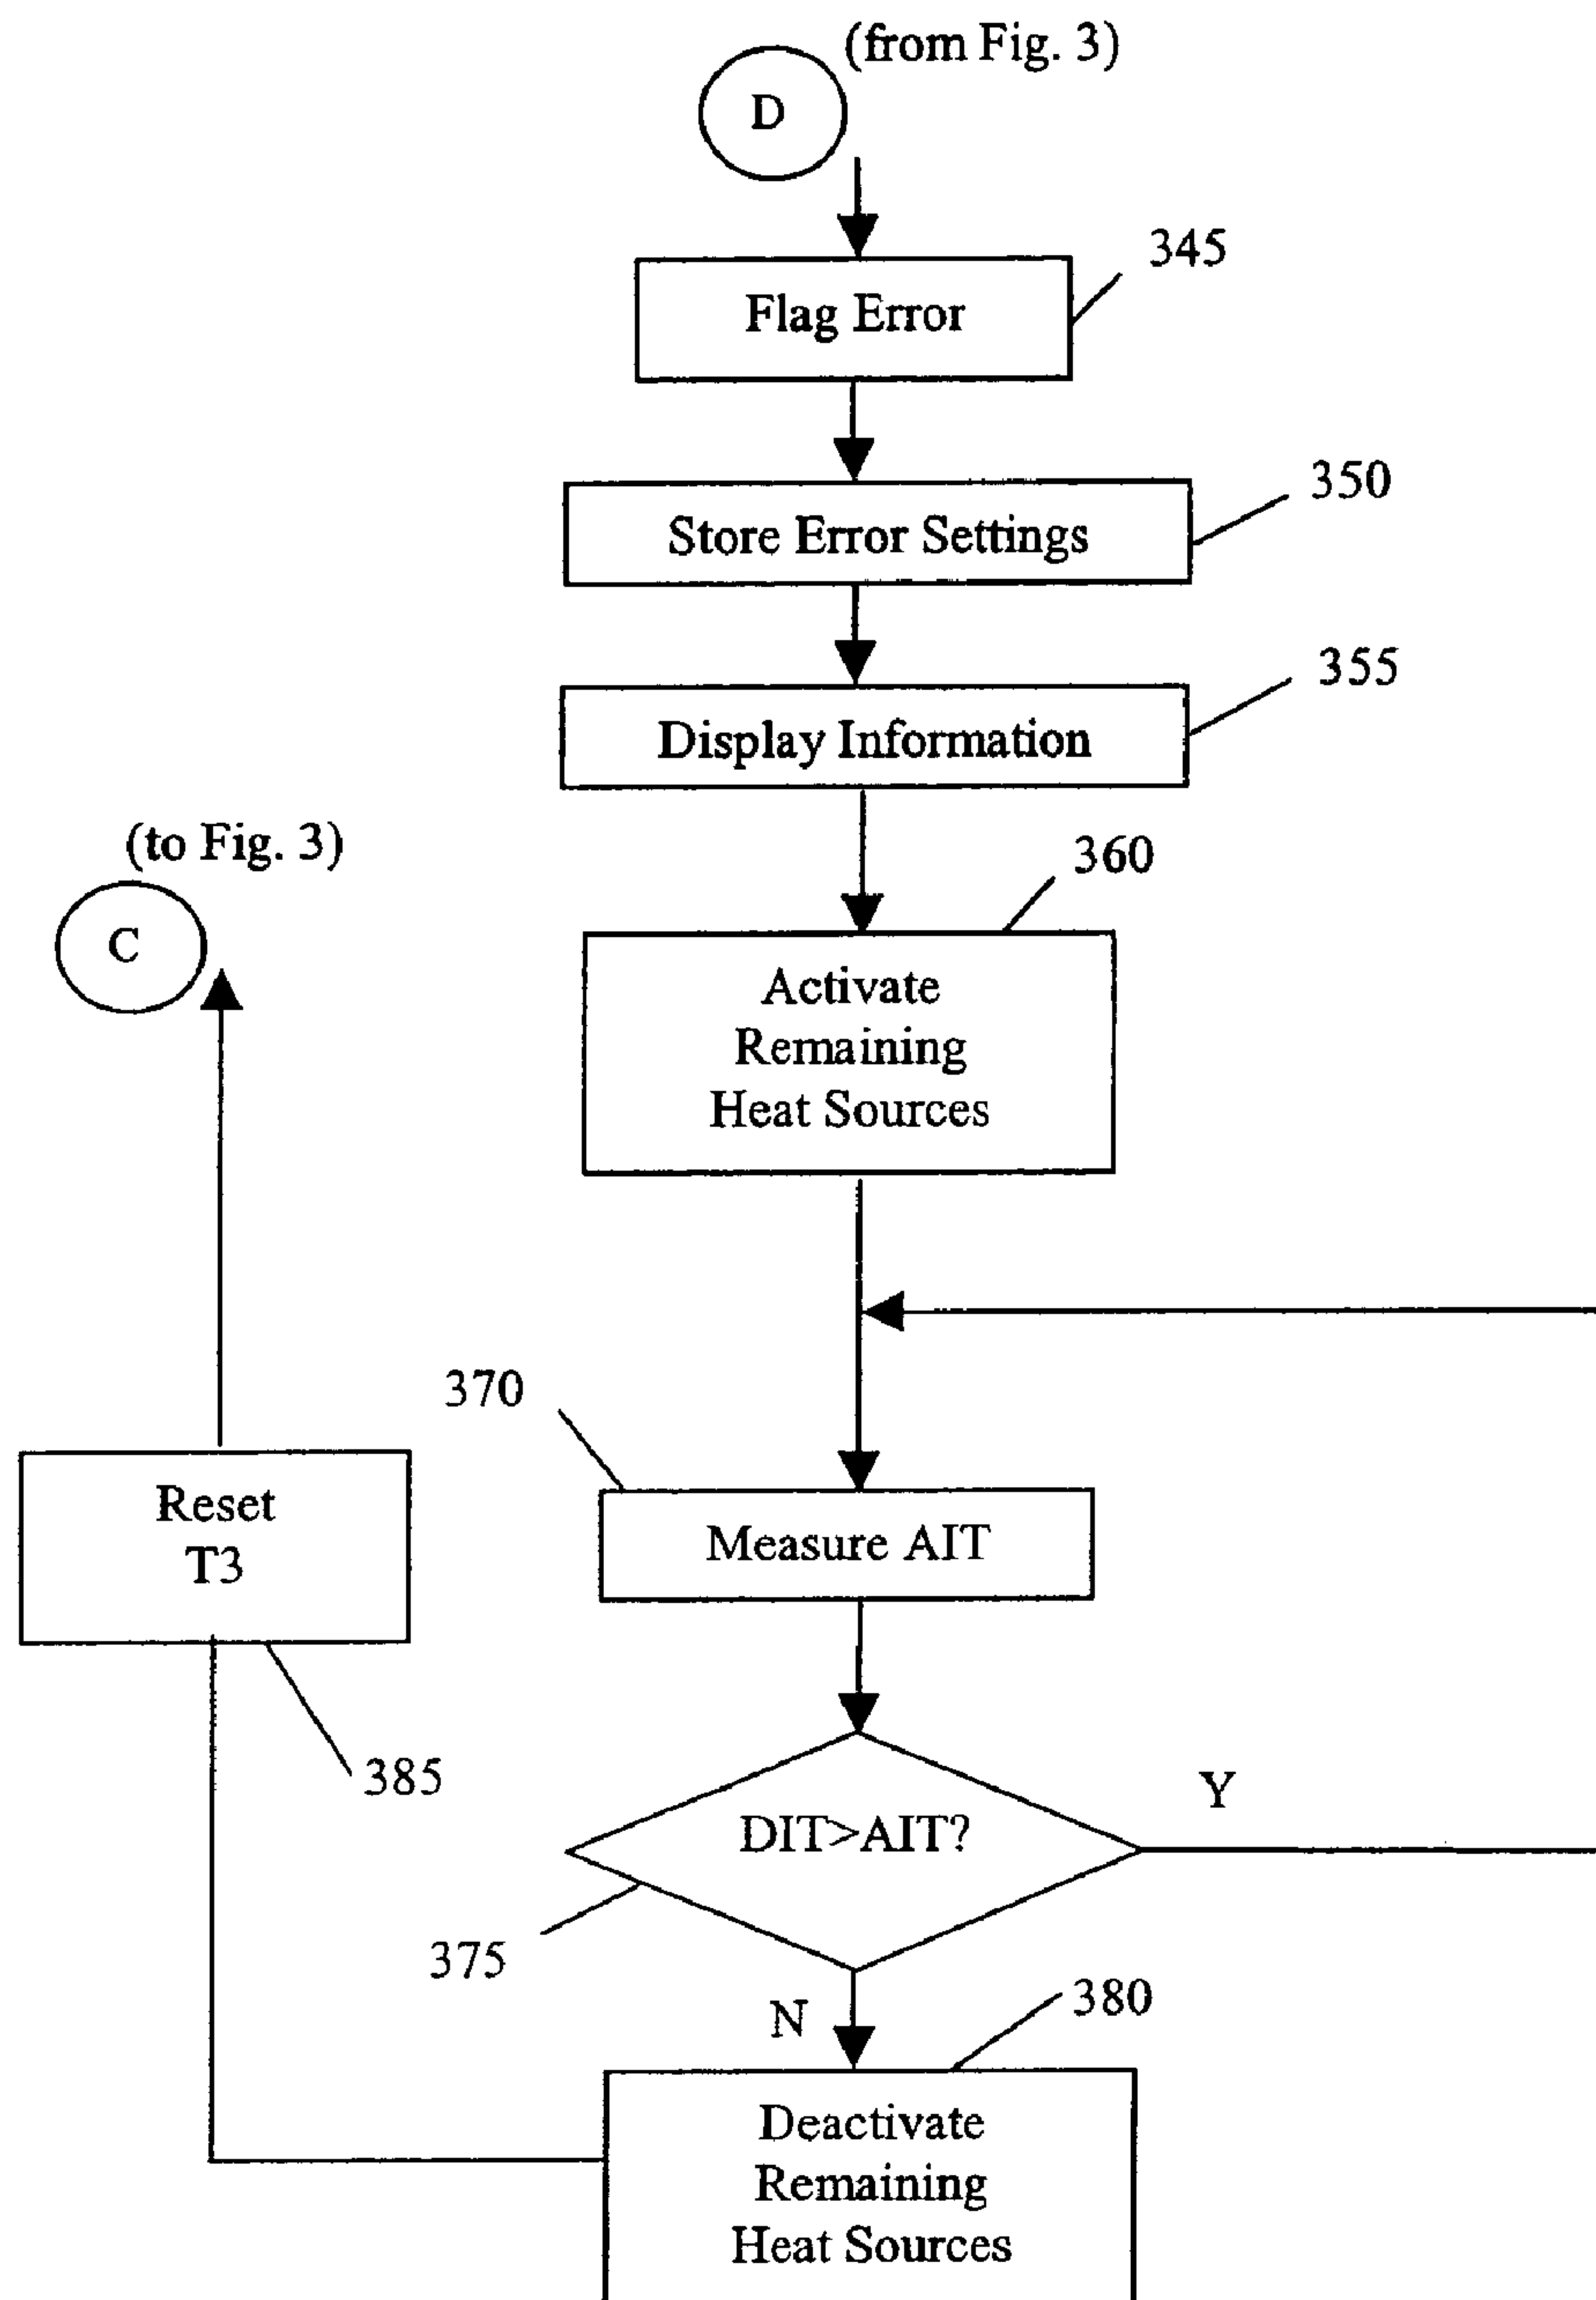 (from Fig. 3)
D
345
Flag Error
350
Store Error Settings
355
Display Information
(to Fig. 3)
C
360
Activate
Remaining
Heat Sources
370
Reset
T3
Measure AIT
385
Y
DIT>AIT?
375
N
380
Deactivate
Remaining
Heat Sources